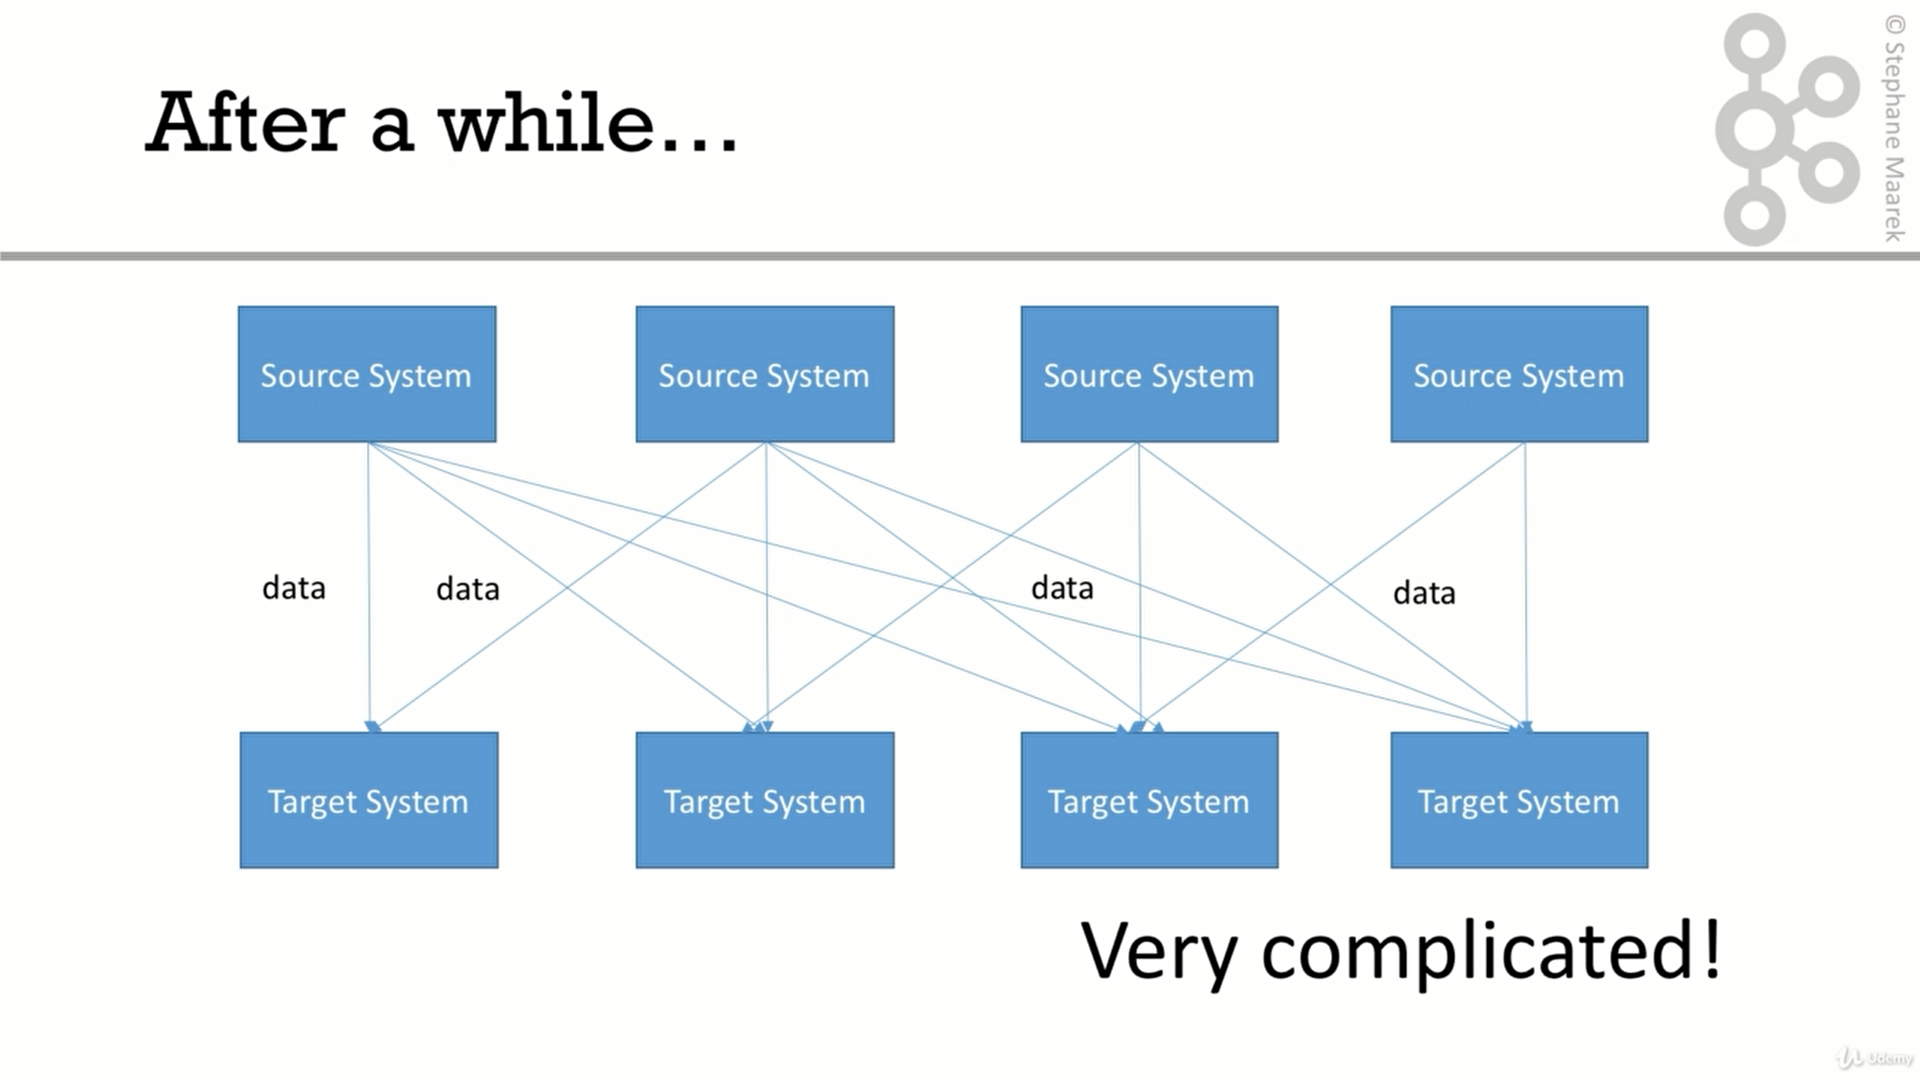 After a while...
© Stephane Maarek
Source System
Source System
Source System
Source System
data
data
data
data
Target System
Target System
Target System
Target System
Very complicated!
Udemy